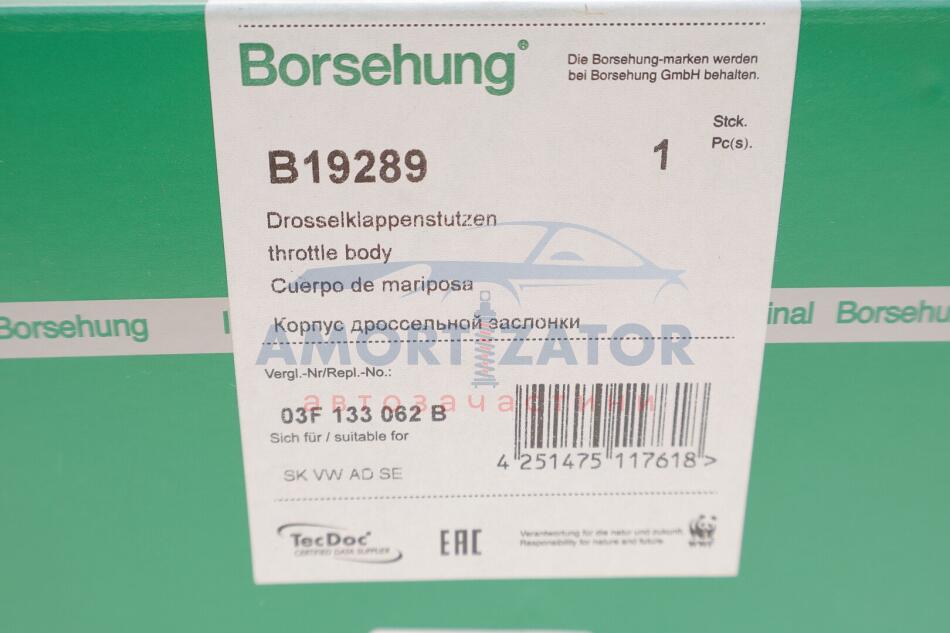 Borsehung®
Die Borsehung-marken werden
bei Borsehung GmbH behalten.
Stck.
B19289
1
Pc(s).
Drosselklappenstutzen
throttle body
Cuerpo de mariposa
Корпус дроссельной заслонки
AMORTIZATOR
автозачастини
Borsehung
inal Borsehu
Vergl.-Nr/Repl.-No.:
03F 133 062 B
Sich für / suitable for
SK VW AD SE
4 251475 117618 >
TecDoc®
CERTIFIED DATA SUPPLIER
EAC
Verantwortung für die natur und zukunft.
Responsibility for nature and future.
WWF